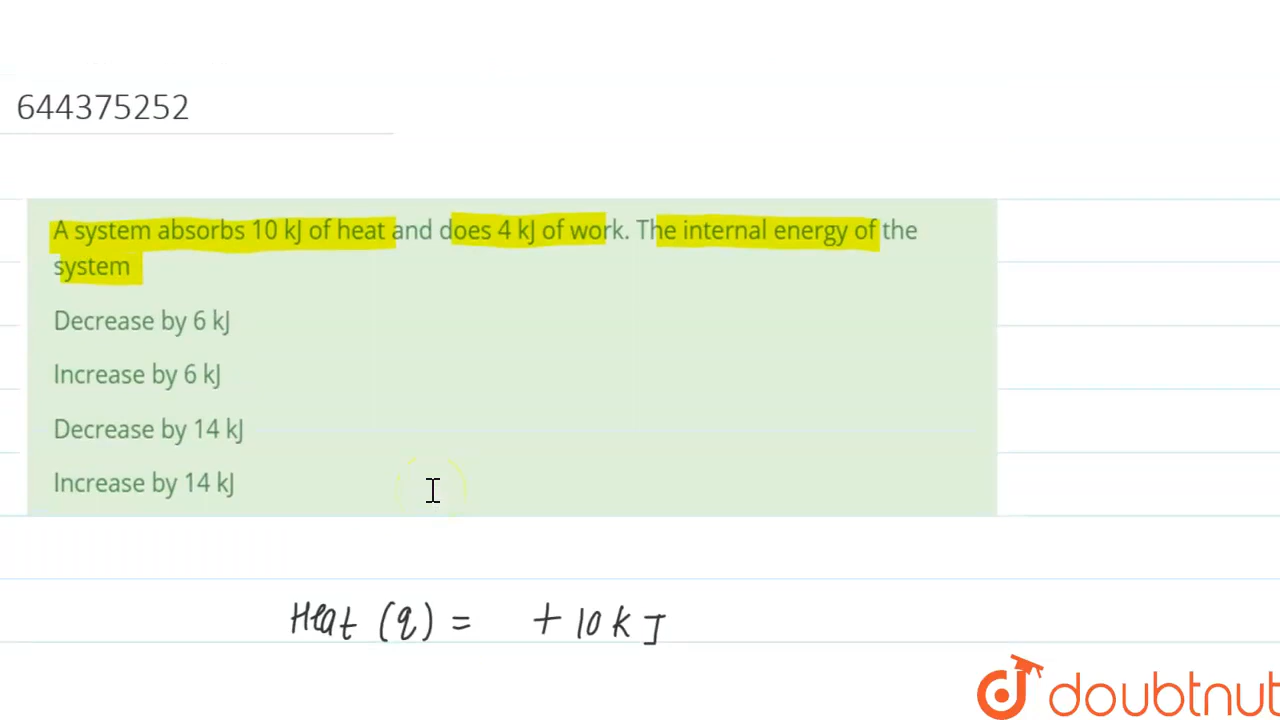 644375252
A system absorbs 10 kJ of heat and does 4 kJ of work. The internal energy of the
system
Decrease by 6 kJ
Increase by 6 kJ
Decrease by 14 kJ
Increase by 14 kJ
Heat (q) = + 10 k J
doubtnut